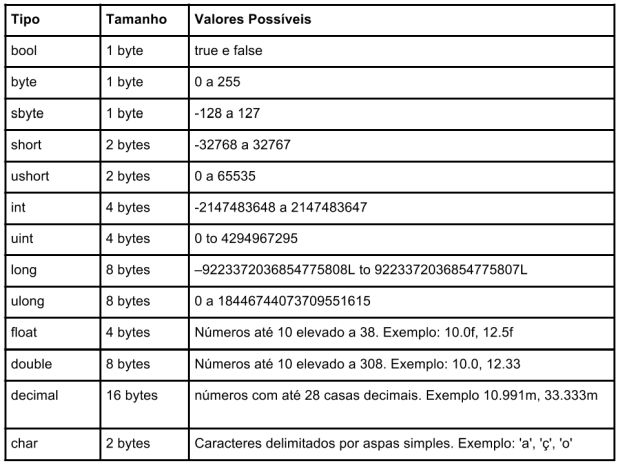 Tipo Tamanho Valores Possíveis
bool 1 byte true e false
byte 1 byte 0 a 255
sbyte 1 byte -128 a 127
short 2 bytes -32768 a 32767
ushort 2 bytes 0 a 65535
int 4 bytes -2147483648 a 2147483647
uint 4 bytes 0 to 4294967295
long 8 bytes –9223372036854775808L to 9223372036854775807L
ulong 8 bytes 0 a 18446744073709551615
float 4 bytes Números até 10 elevado a 38. Exemplo: 10.0f, 12.5f
double 8 bytes Números até 10 elevado a 308. Exemplo: 10.0, 12.33
decimal 16 bytes números com até 28 casas decimais. Exemplo 10.991m, 33.333m
char 2 bytes Caracteres delimitados por aspas simples. Exemplo: 'a', 'ç', 'o'